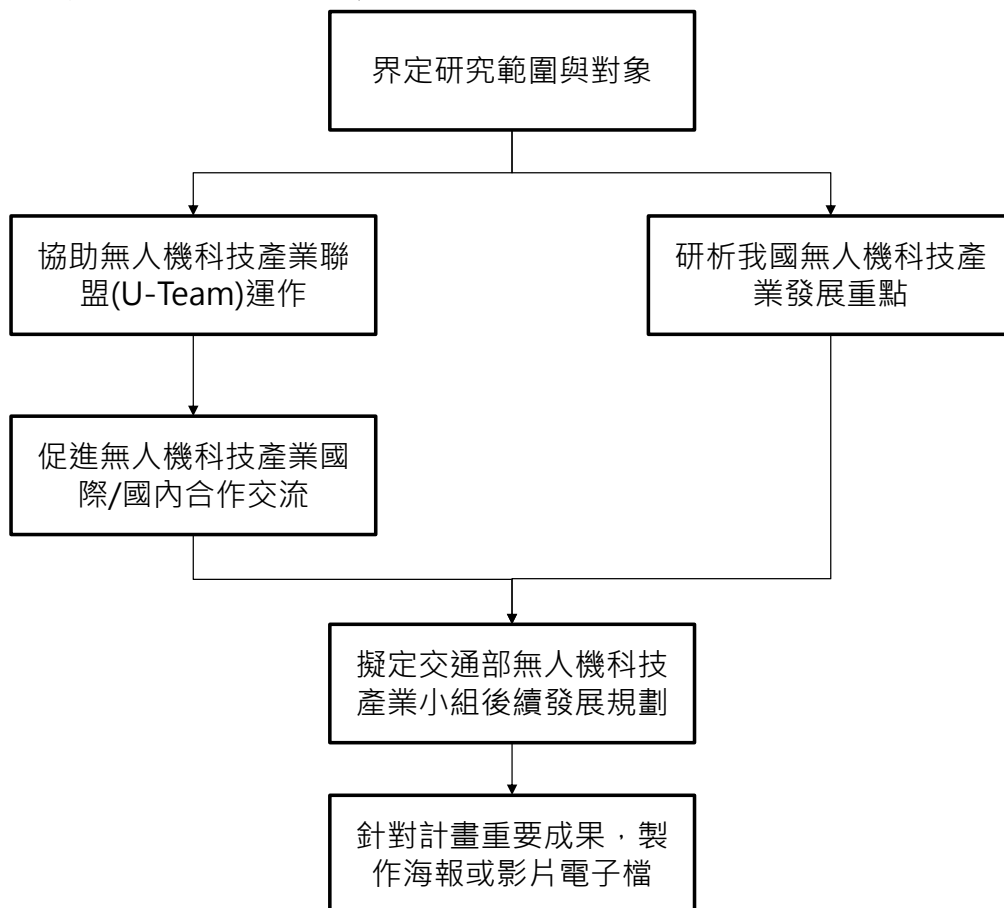 界定研究範圍與對象
協助無人機科技產業聯
盟(U-Team)運作
研析我國無人機科技產
業發展重點
促進無人機科技產業國
際/國內合作交流
擬定交通部無人機科技
產業小組後續發展規劃
針對計畫重要成果，製
作海報或影片電子檔